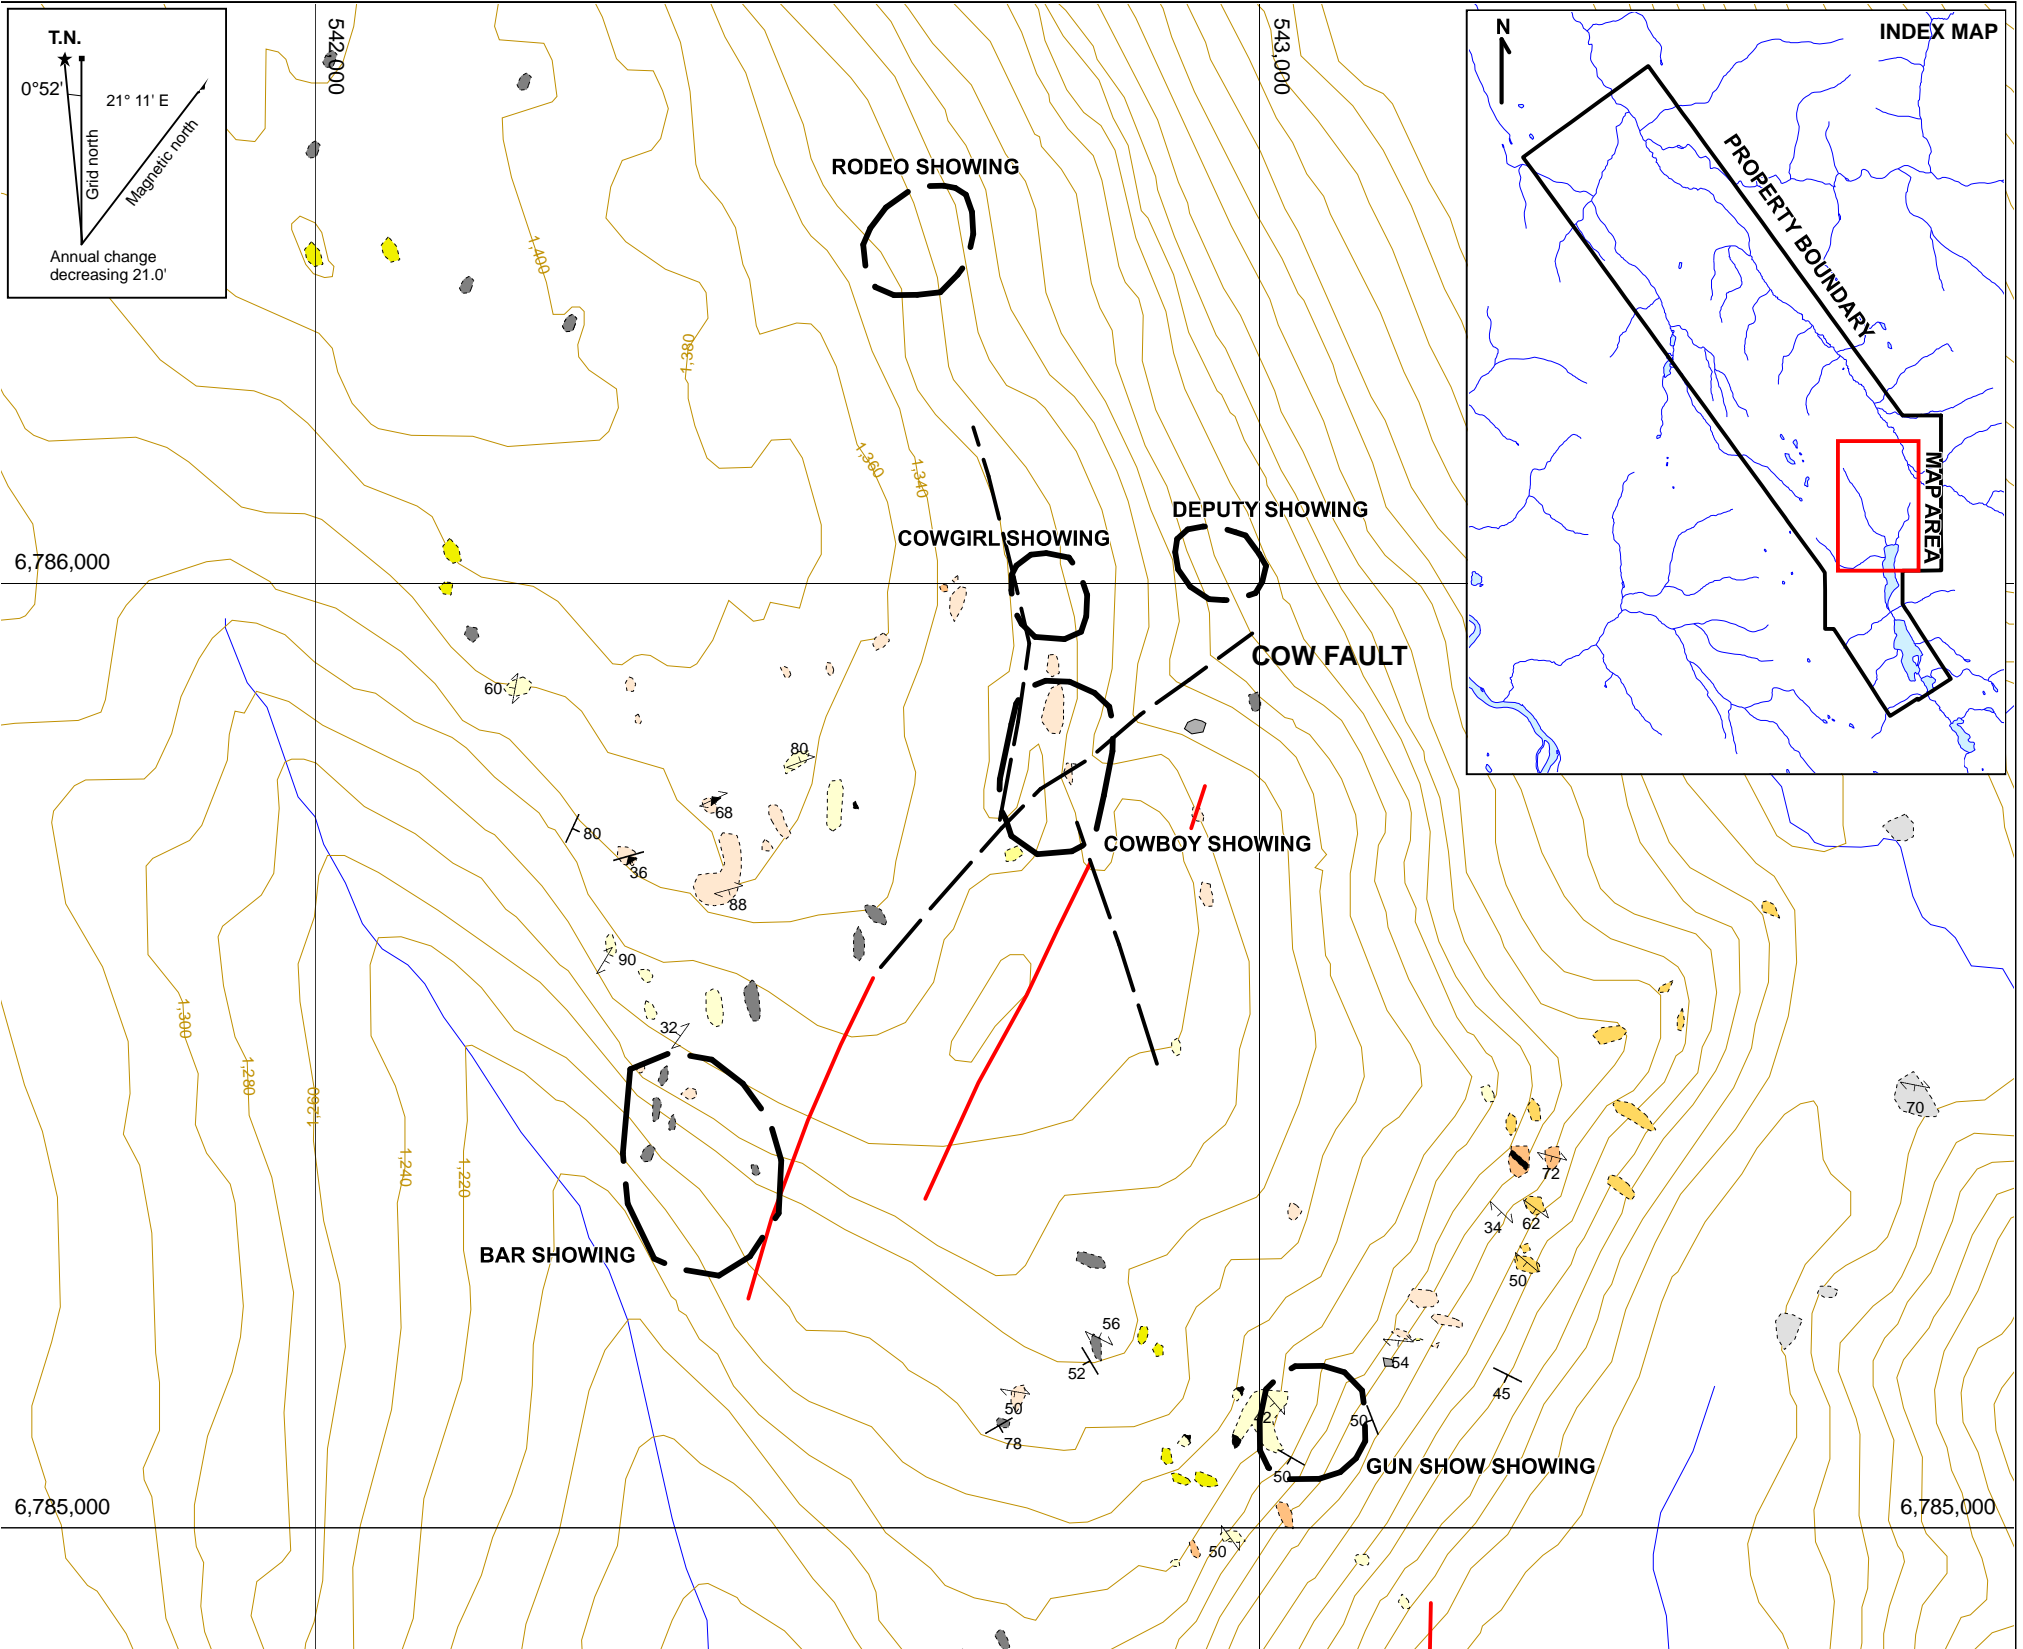 T.N.
0°52'
21° 11' E
Grid north
Magnetic north
Annual change
decreasing 21.0'
542,000
543,000
N
INDEX MAP
PROPERTY BOUNDARY
MAP AREA
RODEO SHOWING
1,400
1,380
1,360
1,340
DEPUTY SHOWING
COWGIRL SHOWING
6,786,000
COW FAULT
60
80
68
80
36
COWBOY SHOWING
88
90
32
1,300
1,280
1,260
1,240
1,220
70
72
34
62
BAR SHOWING
50
56
52
54
45
50
78
50
50
GUN SHOW SHOWING
6,785,000
6,785,000
50